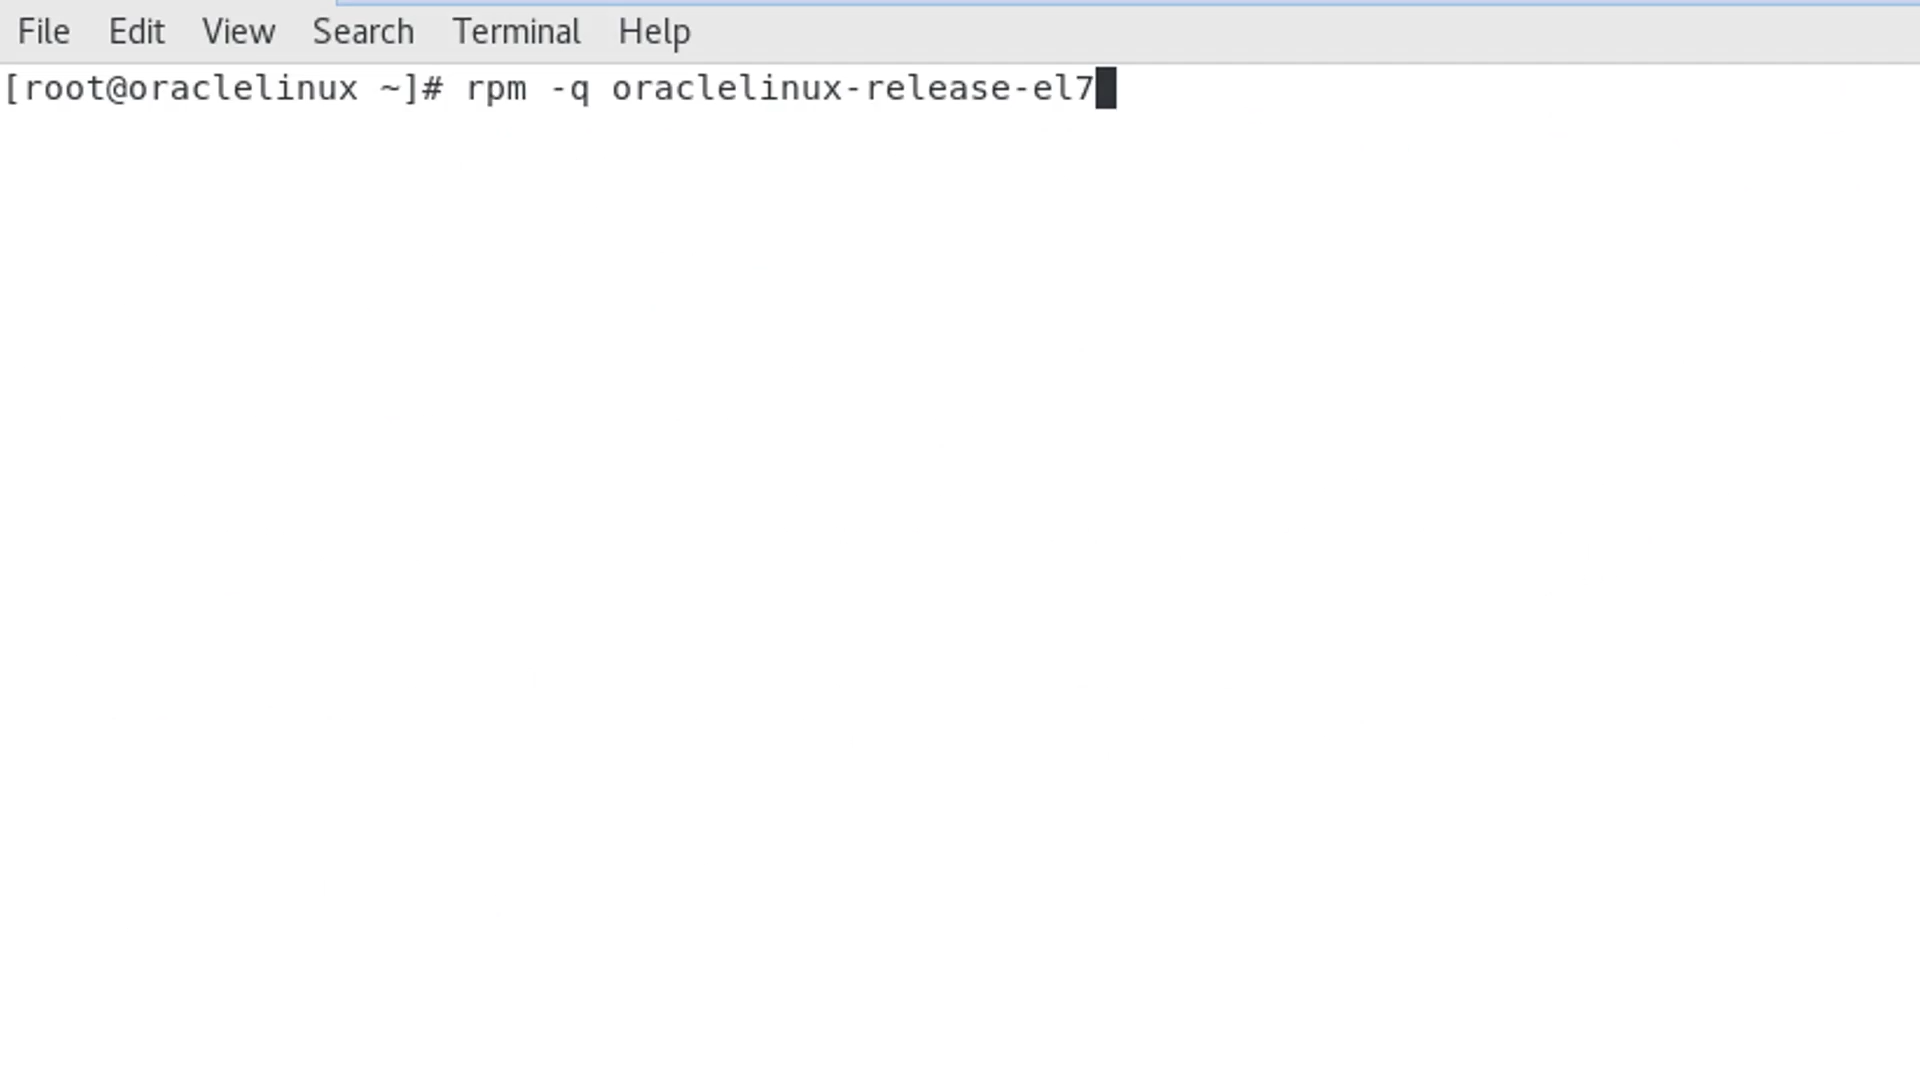 File Edit View Search Terminal Help
[root@oraclelinux ~]# rpm -q oraclelinux-release-el7